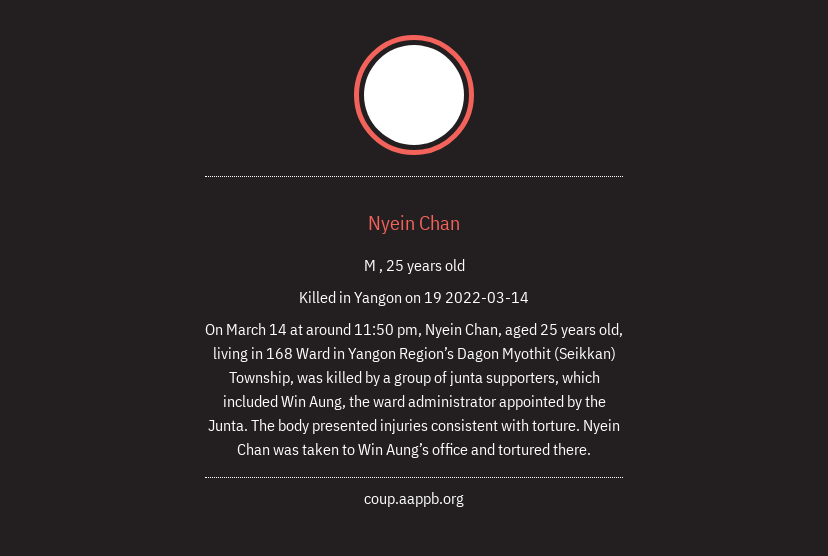 Nyein Chan
M , 25 years old
Killed in Yangon on 19 2022-03-14
On March 14 at around 11:50 pm, Nyein Chan, aged 25 years old,
living in 168 Ward in Yangon Region’s Dagon Myothit (Seikkan)
Township, was killed by a group of junta supporters, which
included Win Aung, the ward administrator appointed by the
Junta. The body presented injuries consistent with torture. Nyein
Chan was taken to Win Aung’s office and tortured there.
coup.aappb.org